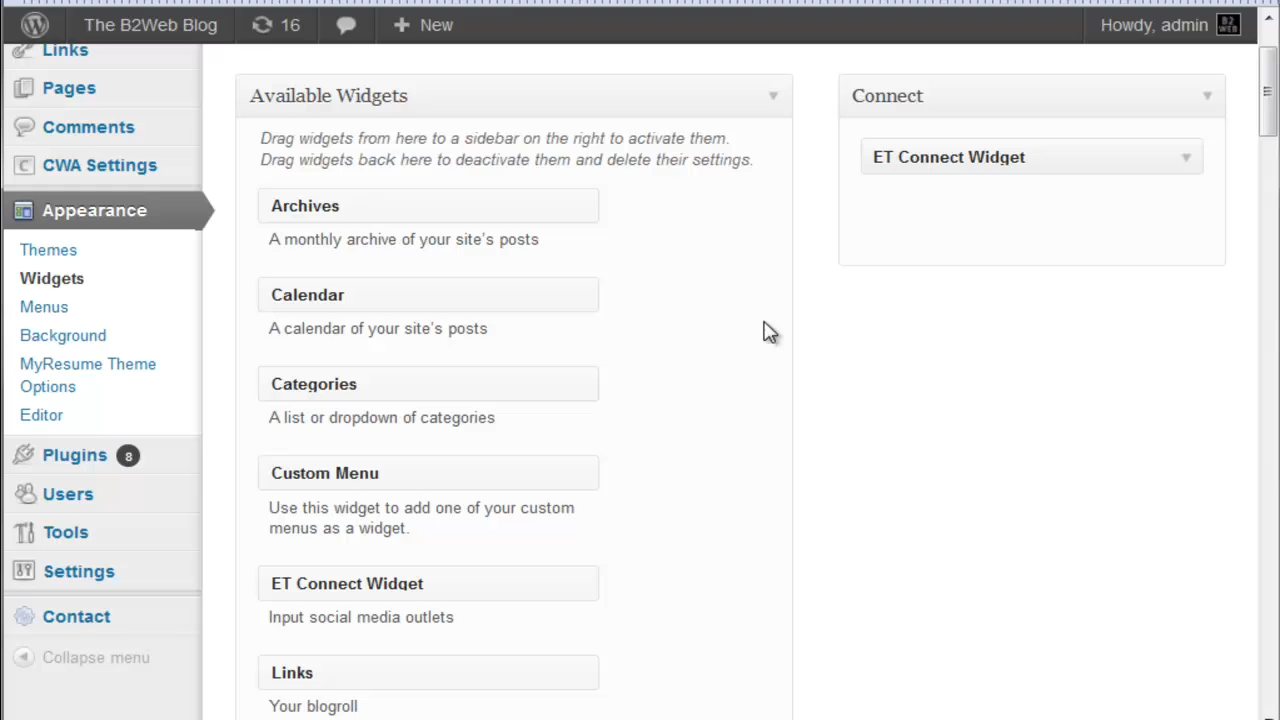 The B2Web Blog
16
New
Howdy, admin
B2
WEB
Links
Pages
Comments
CWA Settings
Appearance
Themes
Widgets
Menus
Background
MyResume Theme
Options
Editor
Plugins 8
Users
Tools
Settings
Contact
Collapse menu
Available Widgets
Drag widgets from here to a sidebar on the right to activate them.
Drag widgets back here to deactivate them and delete their settings.
Archives
A monthly archive of your site's posts
Calendar
A calendar of your site's posts
Categories
A list or dropdown of categories
Custom Menu
Use this widget to add one of your custom
menus as a widget.
ET Connect Widget
Input social media outlets
Links
Your blogroll
Connect
ET Connect Widget